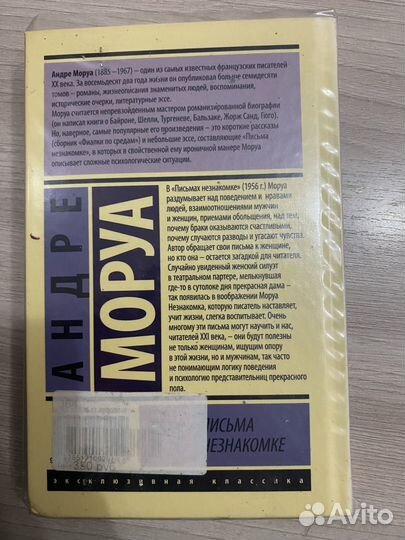 Андре Моруа (1885–1967) – один из самых известных французских писателей
XX века. За восемьдесят два года жизни он опубликовал больше семидесяти
томов – романы, жизнеописания знаменитых людей, воспоминания,
исторические очерки, литературные эссе.
Моруа считается непревзойденным мастером романизированной биографии
(он написал книги о Байроне, Шелли, Тургеневе, Бальзаке, Жорж Санд, Гюго).
Но, наверное, самые популярные его произведения – это короткие рассказы
(сборник «Фиалки по средам») и небольшие эссе, составляющие «Письма
незнакомке», в которых в свойственной ему ироничной манере Моруа
описывает сложные психологические ситуации.
АНДРЕ
МОРУА
В «Письмах незнакомке» (1956 г.) Моруа
раздумывает над поведением и нравами
людей, взаимоотношениями мужчин
и женщин, приемами обольщения, над тем,
почему браки оказываются счастливыми,
почему случаются разводы и угасают чувства.
Автор обращает свои письма к женщине,
но кто она – остается загадкой для читателя.
Случайно увиденный женский силуэт
в театральном партере, мелькнувшая
где-то в сутолоке дня прекрасная дама –
так появилась в воображении Моруа
Незнакомка, которую писатель наставляет,
учит жизни, слегка воспитывает. Очень
многому эти письма могут научить и нас,
читателей XXI века, – они будут полезны
не только женщинам, ищущим опору
в этой жизни, но и мужчинам, так часто
не понимающим логику поведения
и психологию представительниц прекрасного
пола.
ПИСЬМА
НЕЗНАКОМКЕ
350 руб
эксклюзивная классика
Avito